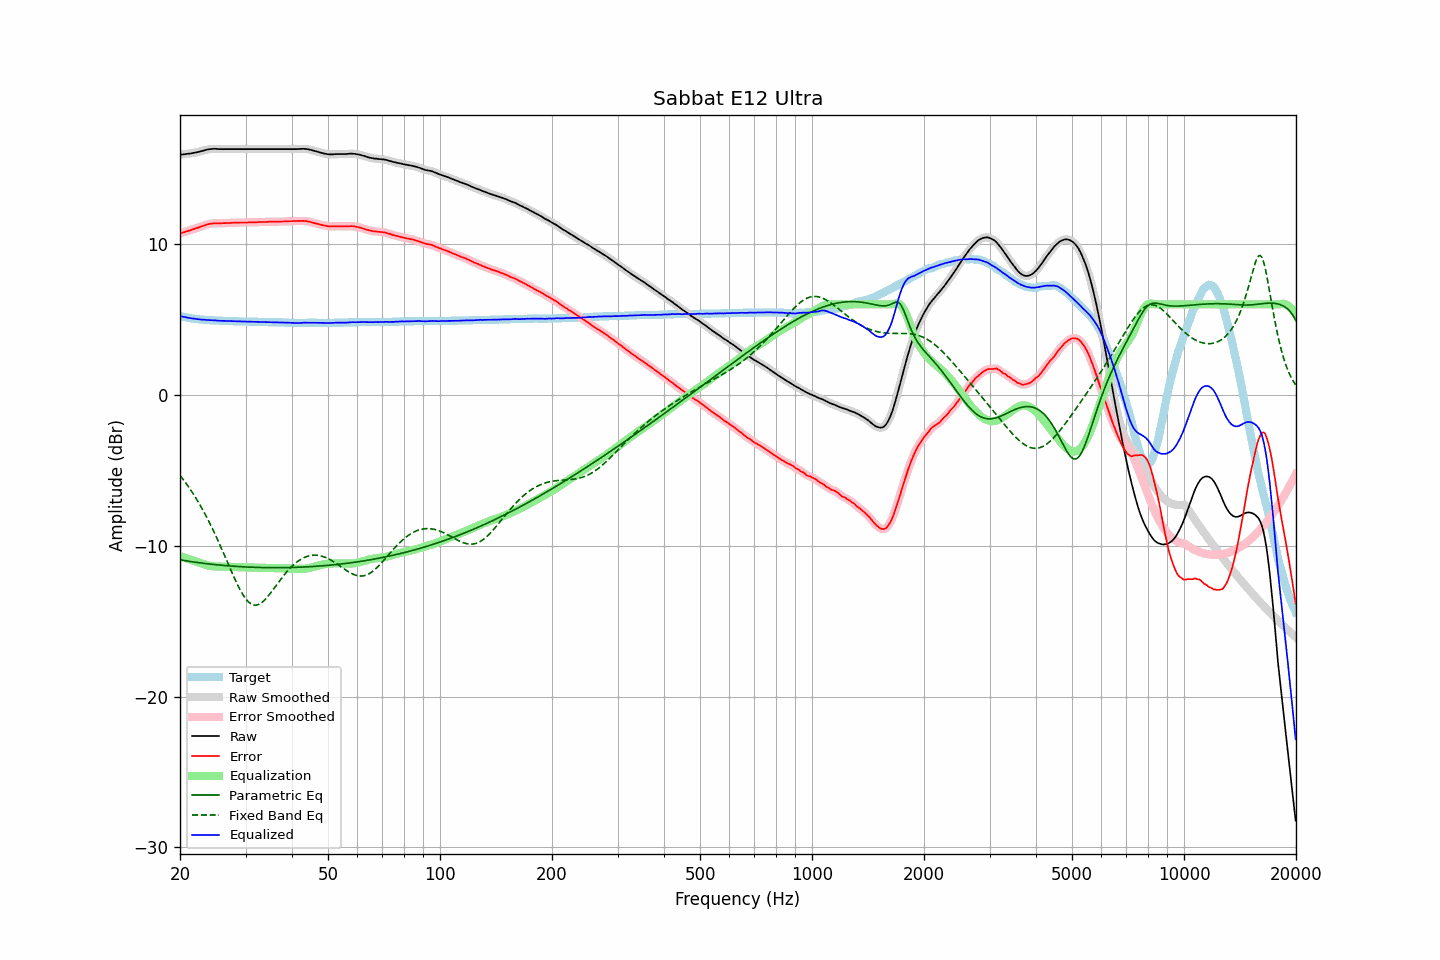 Sabbat E12 Ultra
Amplitude (dBr)
10
0
−10
−20
−30
Target
Raw Smoothed
Error Smoothed
Raw
Error
Equalization
Parametric Eq
Fixed Band Eq
Equalized
20 50 100 200 500 1000 2000 5000 10000 20000
Frequency (Hz)